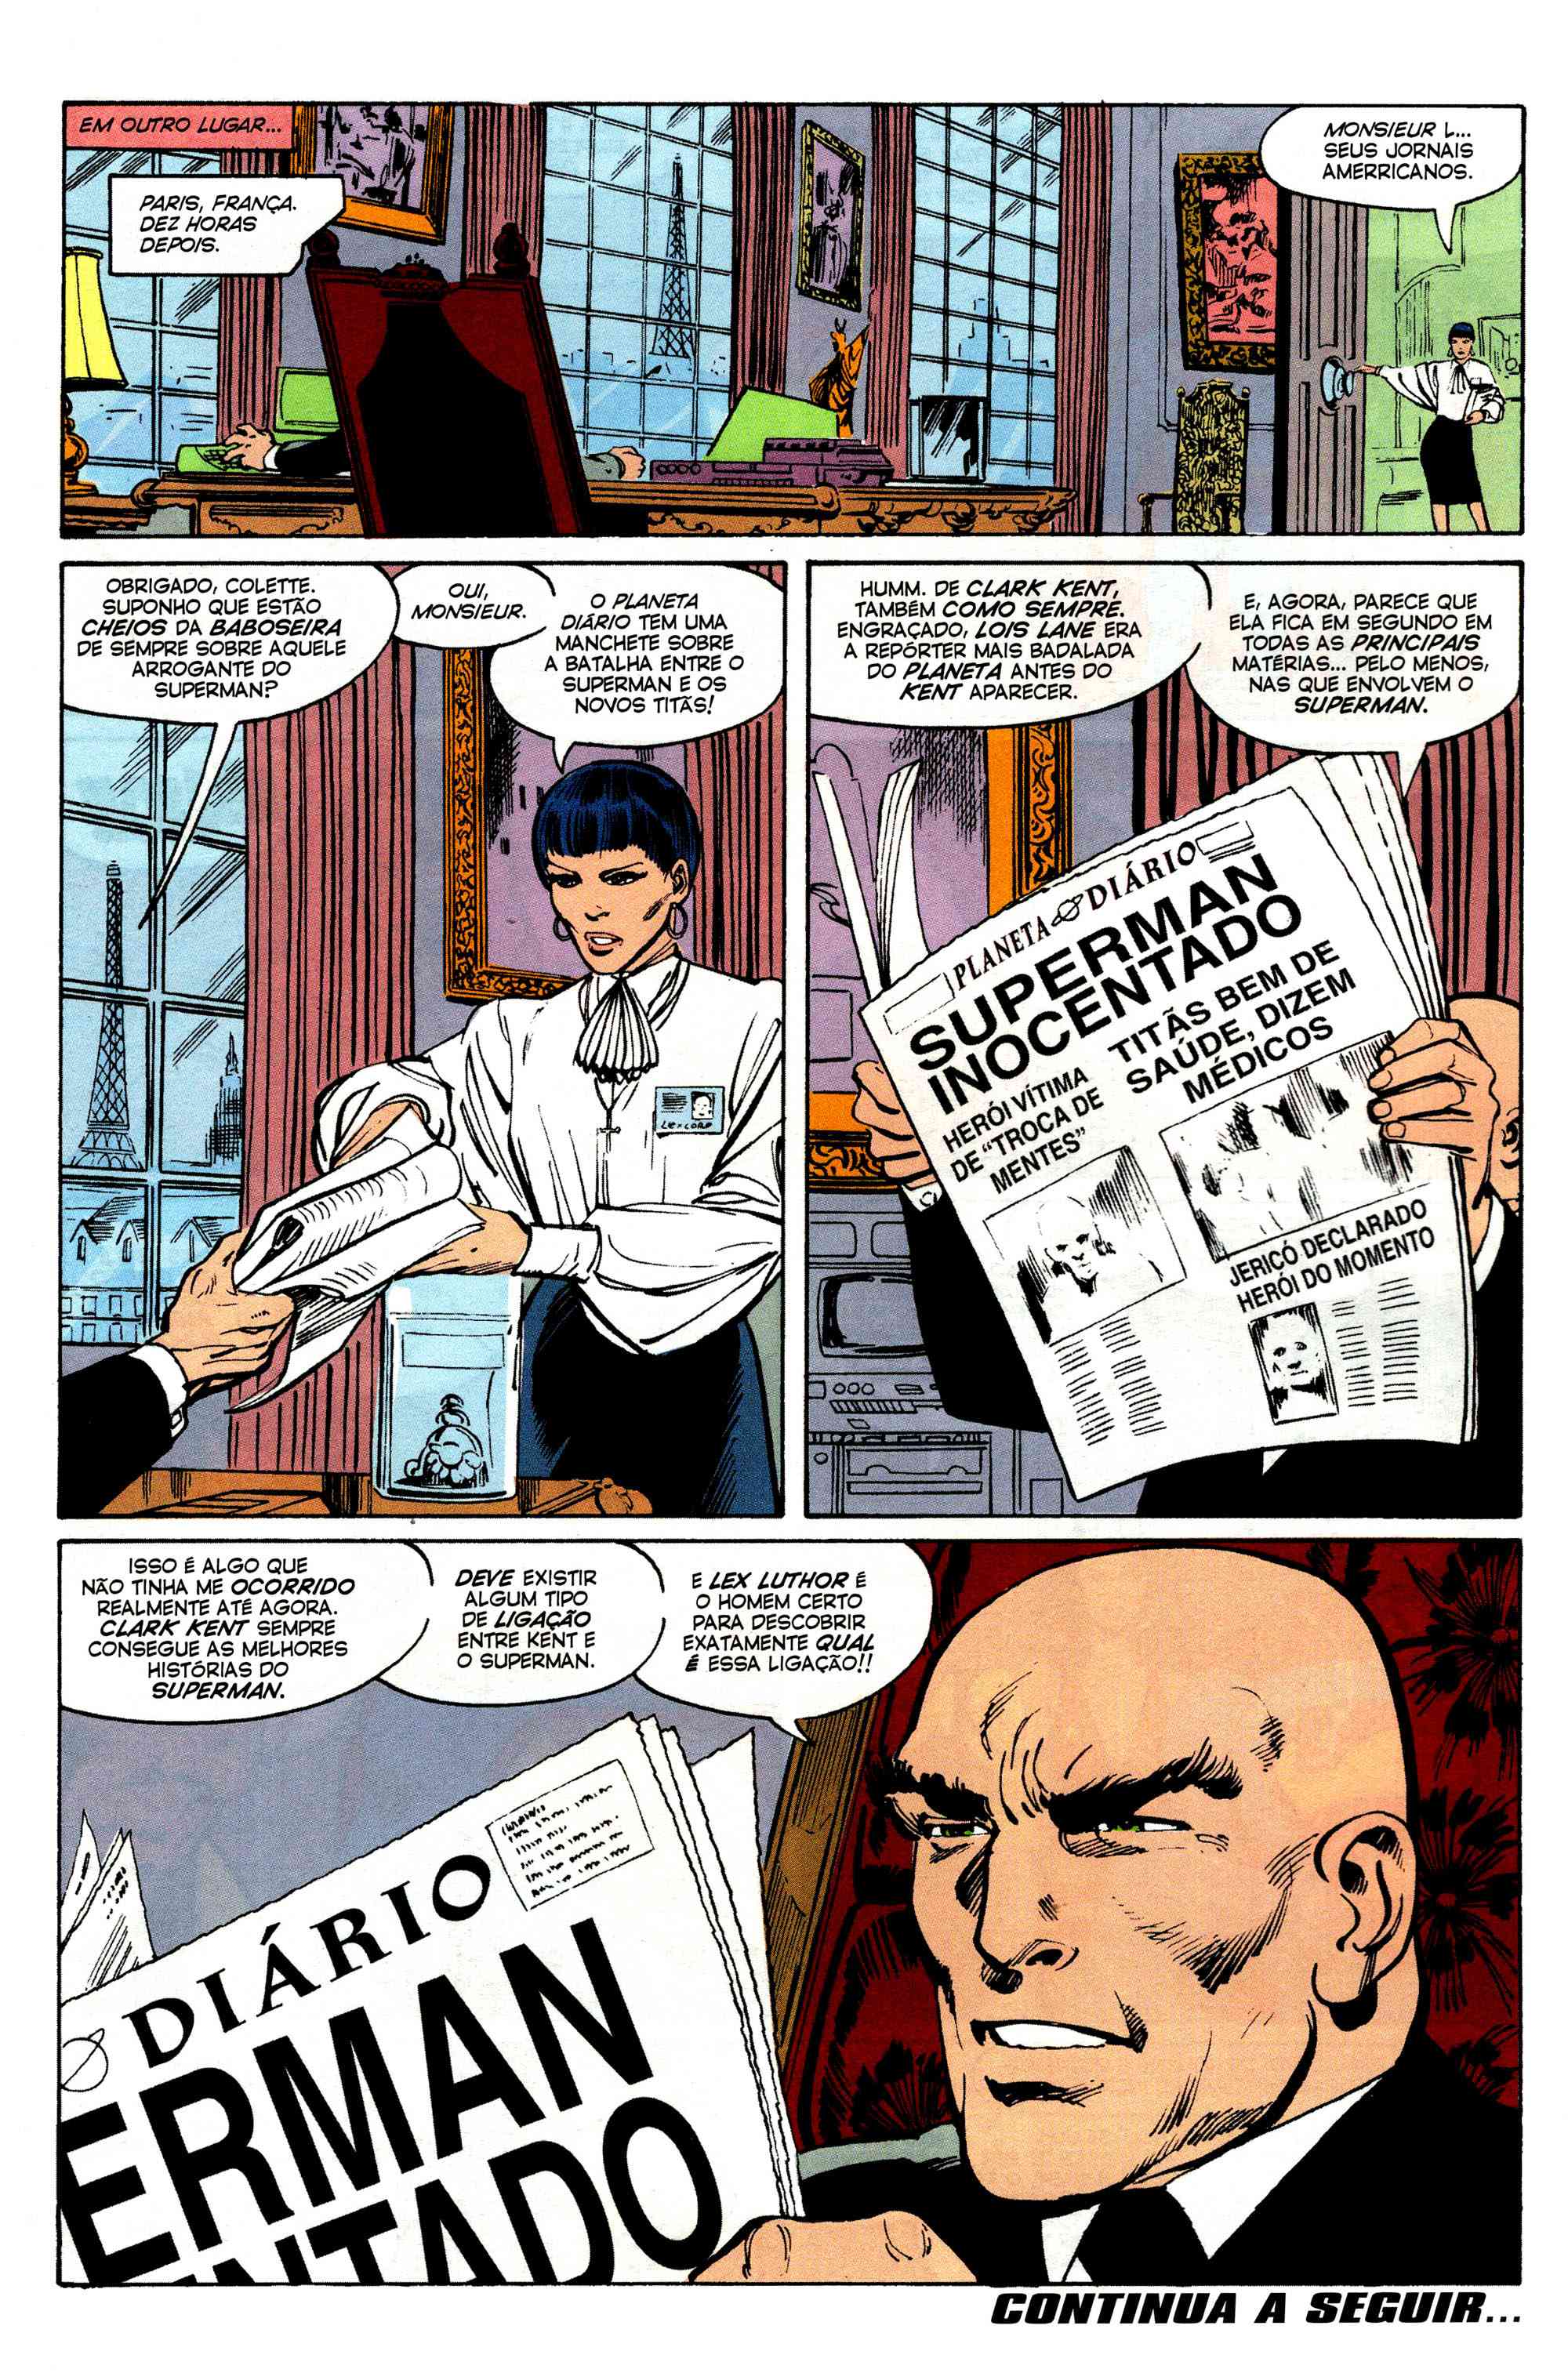 EM OUTRO LUGAR...
PARIS, FRANÇA.
DEZ HORAS
DEPOIS.
MONSIEUR L...
SEUS JORNAIS
AMERRICANOS.
OBRIGADO, COLETTE.
SUPONHO QUE ESTÃO
CHEIOS DA BABOSEIRA
DE SEMPRE SOBRE AQUELE
ARROGANTE DO
SUPERMAN?
OUI,
MONSIEUR.
O PLANETA
DIÁRIO TEM UMA
MANCHETE SOBRE
A BATALHA ENTRE O
SUPERMAN E OS
NOVOS TITÃS!
LEXCORP
HUMM. DE CLARK KENT,
TAMBÉM COMO SEMPRE.
ENGRAÇADO, LOIS LANE ERA
A REPÓRTER MAIS BADALADA
DO PLANETA ANTES DO
KENT APARECER.
E, AGORA, PARECE QUE
ELA FICA EM SEGUNDO EM
TODAS AS PRINCIPAIS
MATÉRIAS... PELO MENOS,
NAS QUE ENVOLVEM O
SUPERMAN.
PLANETA DIÁRIO
SUPERMAN
INOCENTADO
HERÓI VÍTIMA
DE "TROCA DE
MENTES"
TITÃS BEM DE
SAÚDE, DIZEM
MÉDICOS
JERICÓ DECLARADO
HERÓI DO MOMENTO
ISSO É ALGO QUE
NÃO TINHA ME OCORRIDO
REALMENTE ATÉ AGORA.
CLARK KENT SEMPRE
CONSEGUE AS MELHORES
HISTÓRIAS DO
SUPERMAN.
DEVE EXISTIR
ALGUM TIPO
DE LIGAÇÃO
ENTRE KENT E
O SUPERMAN.
E LEX LUTHOR É
O HOMEM CERTO
PARA DESCOBRIR
EXATAMENTE QUAL
É ESSA LIGAÇÃO!!
DIÁRIO
ERMAN
NTADO
CONTINUA A SEGUIR...